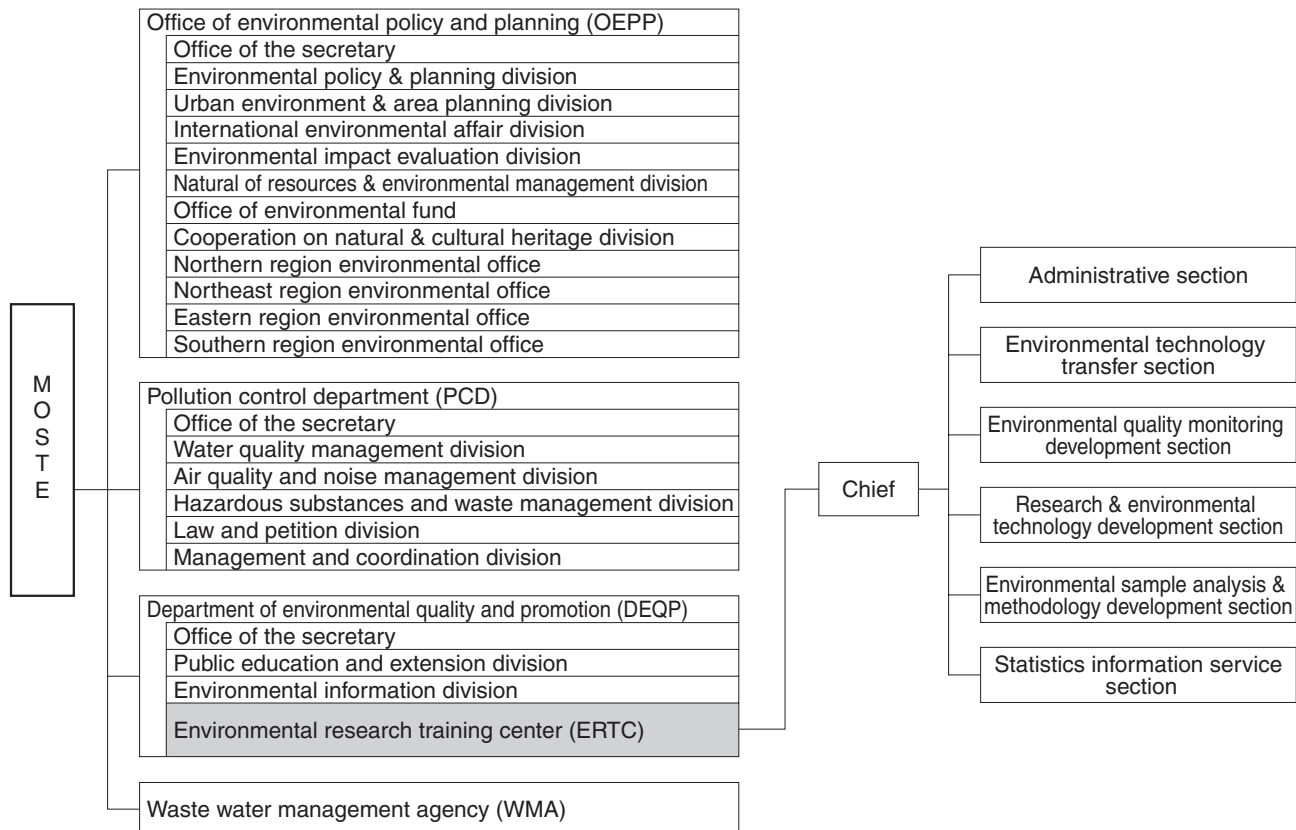 Office of environmental policy and planning (OEPP)
Office of the secretary
Environmental policy & planning division
Urban environment & area planning division
International environmental affair division
Environmental impact evaluation division
Natural of resources & environmental management division
Office of environmental fund
Cooperation on natural & cultural heritage division
Northern region environmental office
Northeast region environmental office
Eastern region environmental office
Southern region environmental office
M
O
S
T
E
Pollution control department (PCD)
Office of the secretary
Water quality management division
Air quality and noise management division
Hazardous substances and waste management division
Law and petition division
Management and coordination division
Department of environmental quality and promotion (DEQP)
Office of the secretary
Public education and extension division
Environmental information division
Environmental research training center (ERTC)
Waste water management agency (WMA)
Chief
Administrative section
Environmental technology
transfer section
Environmental quality monitoring
development section
Research & environmental
technology development section
Environmental sample analysis &
methodology development section
Statistics information service
section